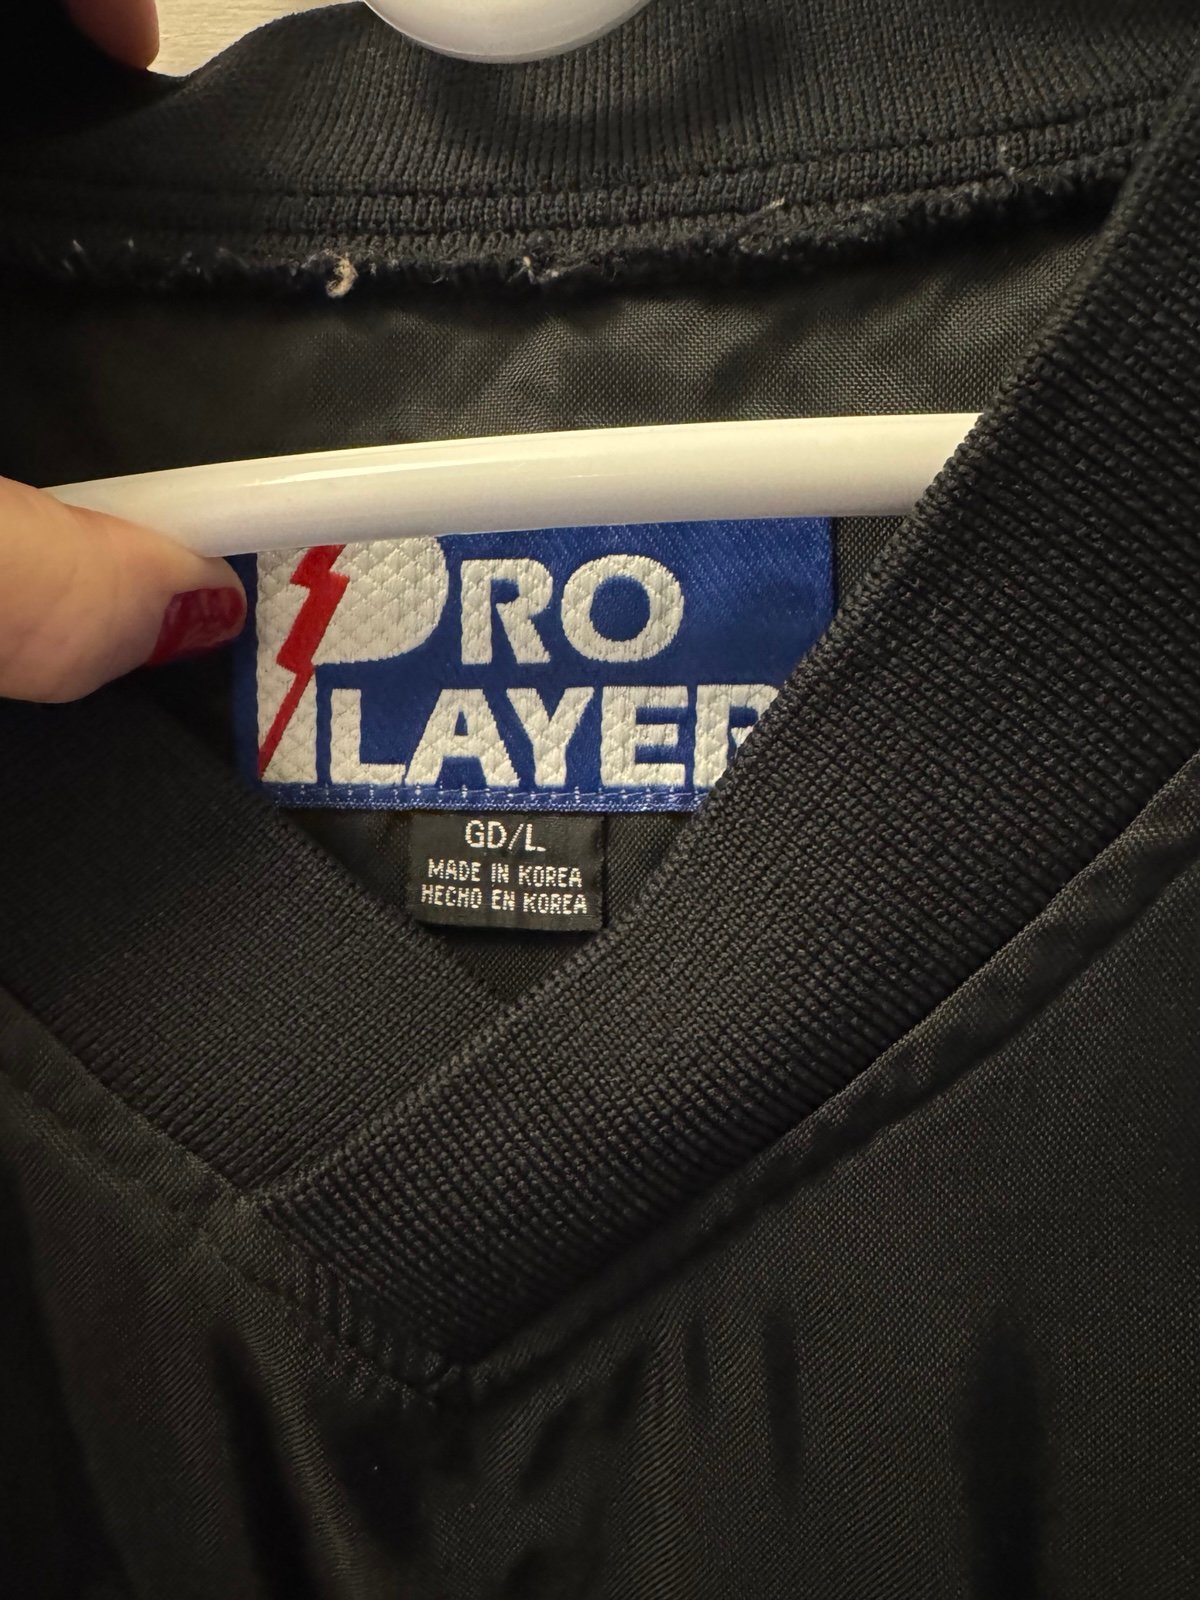 PRO
PLAYER
GD/L
MADE IN KOREA
HECHO EN KOREA